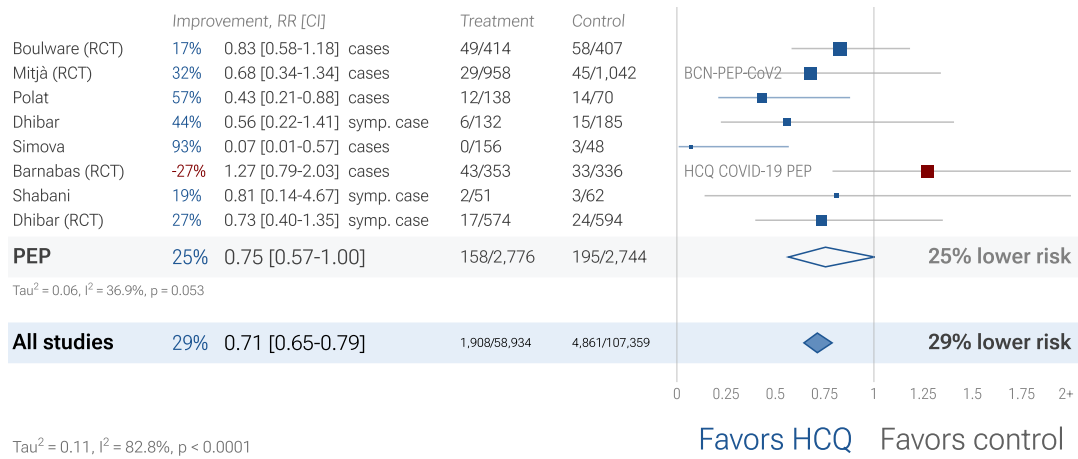 Improvement, RR [CI] Treatment Control
Boulware (RCT) 17% 0.83 [0.58-1.18] cases 49/414 58/407
Mitjà (RCT) 32% 0.68 [0.34-1.34] cases 29/958 45/1,042 BCN-PEP-CoV2
Polat 57% 0.43 [0.21-0.88] cases 12/138 14/70
Dhibar 44% 0.56 [0.22-1.41] symp. case 6/132 15/185
Simova 93% 0.07 [0.01-0.57] cases 0/156 3/48
Barnabas (RCT) -27% 1.27 [0.79-2.03] cases 43/353 33/336 HCQ COVID-19 PEP
Shabani 19% 0.81 [0.14-4.67] symp. case 2/51 3/62
Dhibar (RCT) 27% 0.73 [0.40-1.35] symp. case 17/574 24/594
PEP 25% 0.75 [0.57-1.00] 158/2,776 195/2,744 25% lower risk
Tau² = 0.06, I² = 36.9%, p = 0.053
All studies 29% 0.71 [0.65-0.79] 1,908/58,934 4,861/107,359 29% lower risk
0 0.25 0.5 0.75 1 1.25 1.5 1.75 2+
Tau² = 0.11, I² = 82.8%, p < 0.0001 Favors HCQ Favors control